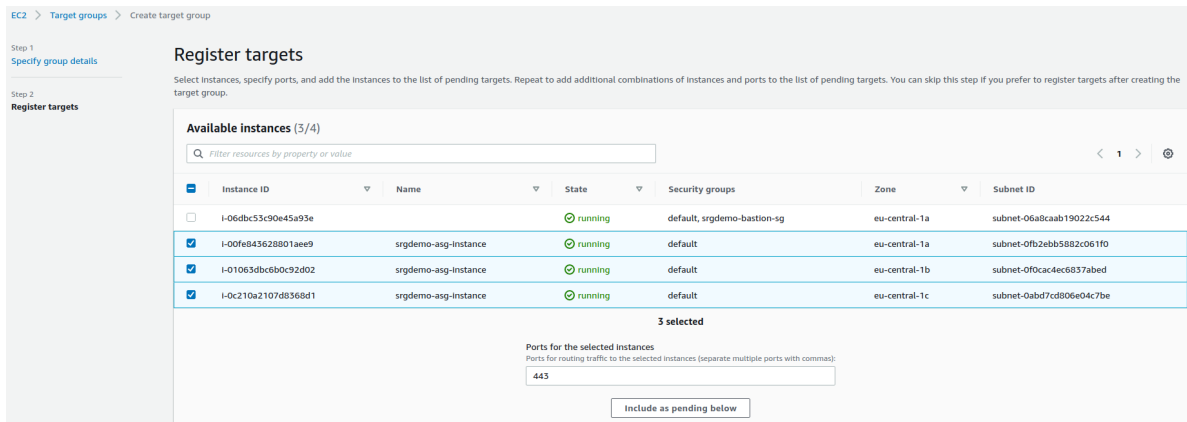 EC2 > Target groups > Create target group
Step 1
Specify group details
Step 2
Register targets
Register targets
Select instances, specify ports, and add the instances to the list of pending targets. Repeat to add additional combinations of instances and ports to the list of pending targets. You can skip this step if you prefer to register targets after creating the
target group.
Available instances (3/4)
Filter resources by property or value
1
Instance ID Name State Security groups Zone Subnet ID
i-06dbc53c90e45a93e running default, srgdemo-bastion-sg eu-central-1a subnet-06a8caab19022c544
i-00fe843628801aee9 srgdemo-asg-instance running default eu-central-1a subnet-0fb2ebb5882c061f0
i-01063dbc6b0c92d02 srgdemo-asg-instance running default eu-central-1b subnet-0f0cac4ec6837abed
i-0c210a2107d8368d1 srgdemo-asg-instance running default eu-central-1c subnet-0abd7cd806e04c7be
3 selected
Ports for the selected instances
Ports for routing traffic to the selected instances (separate multiple ports with commas):
443
Include as pending below